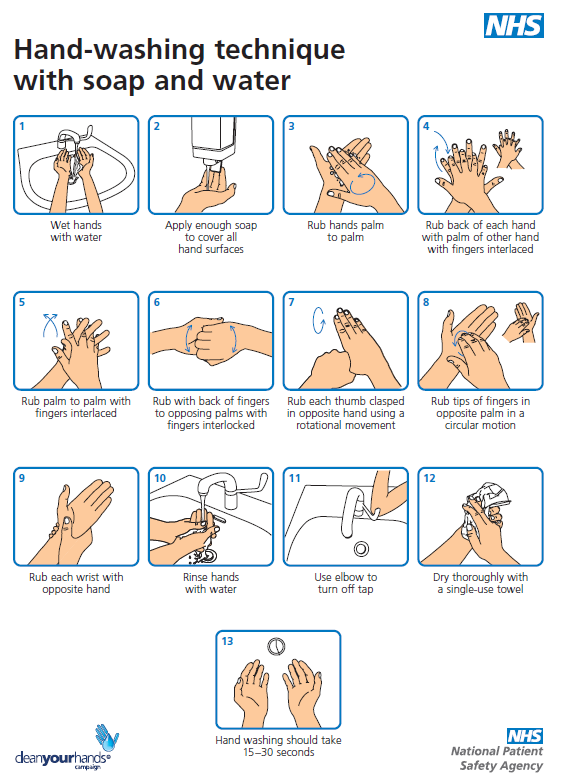 NHS
Hand-washing technique
with soap and water
1
Wet hands
with water
2
Apply enough soap
to cover all
hand surfaces
3
Rub hands palm
to palm
4
Rub back of each hand
with palm of other hand
with fingers interlaced
5
Rub palm to palm with
fingers interlaced
6
Rub with back of fingers
to opposing palms with
fingers interlocked
7
Rub each thumb clasped
in opposite hand using a
rotational movement
8
Rub tips of fingers in
opposite palm in a
circular motion
9
Rub each wrist with
opposite hand
10
Rinse hands
with water
11
Use elbow to
turn off tap
12
Dry thoroughly with
a single-use towel
13
Hand washing should take
15–30 seconds
cleanyourhands®
campaign
NHS
National Patient
Safety Agency